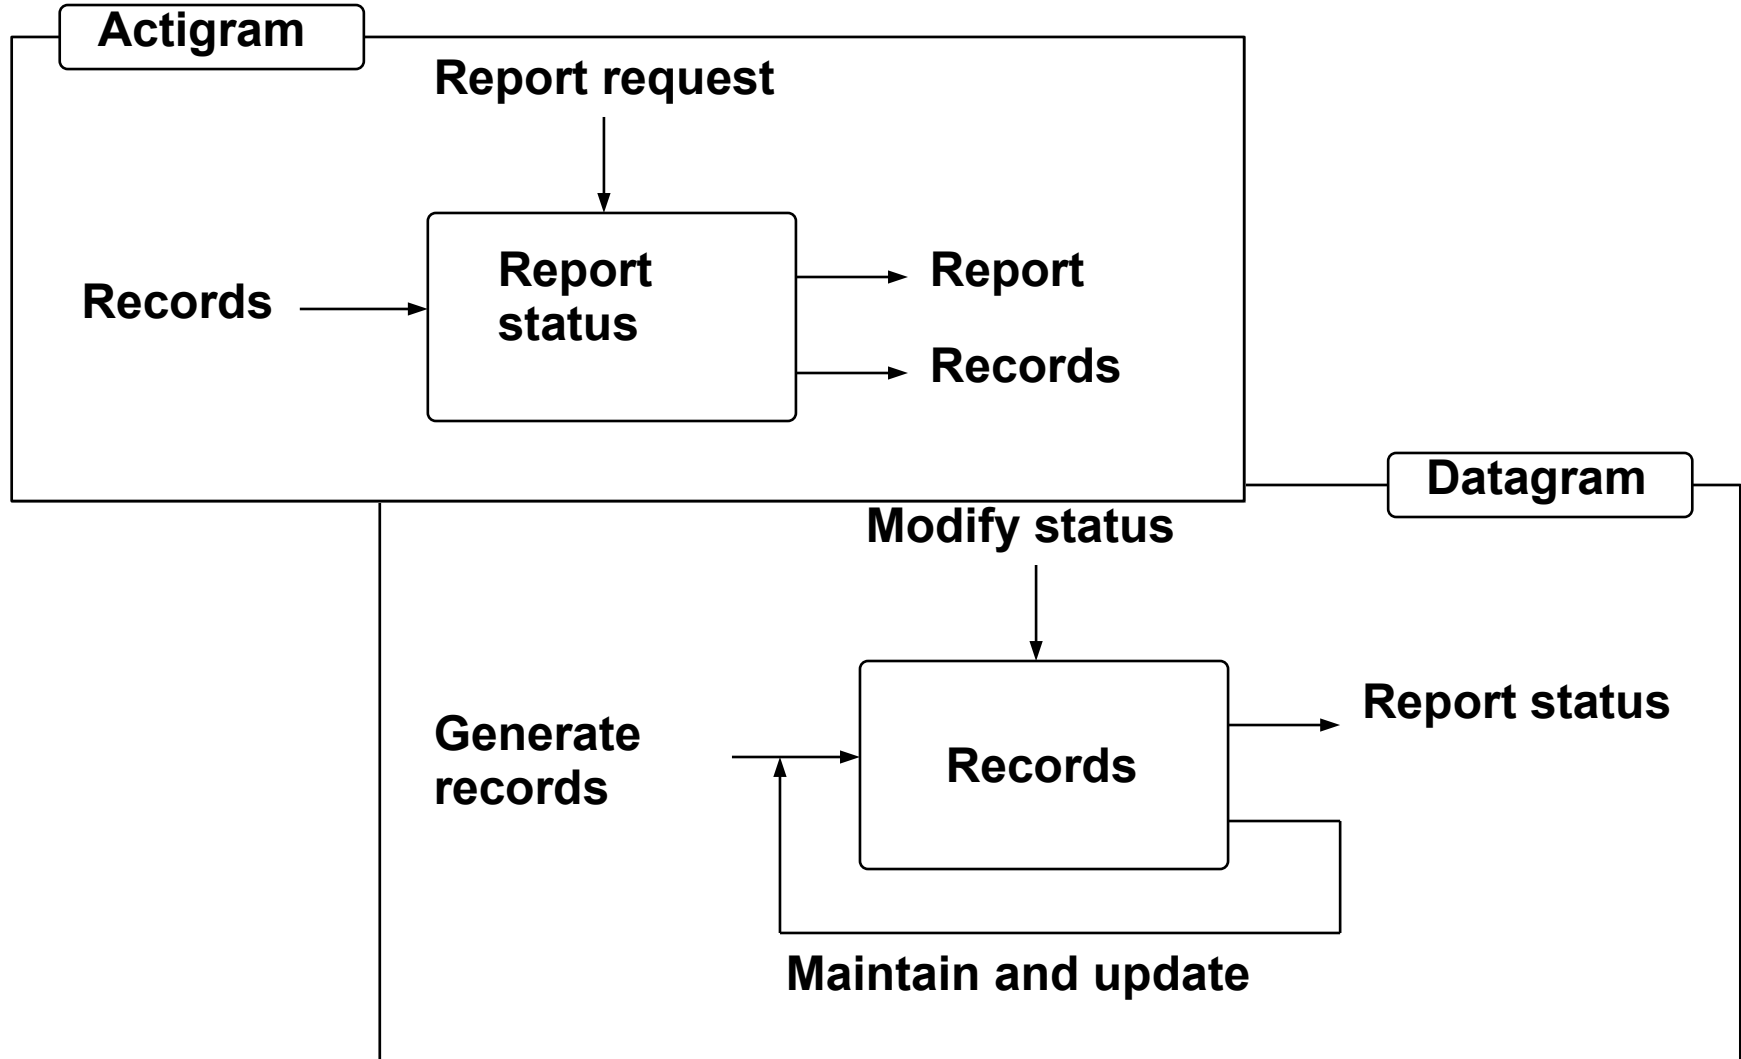 Actigram
Report request
Records
Report
status
Report
Records
Datagram
Modify status
Generate
records
Records
Report status
Maintain and update